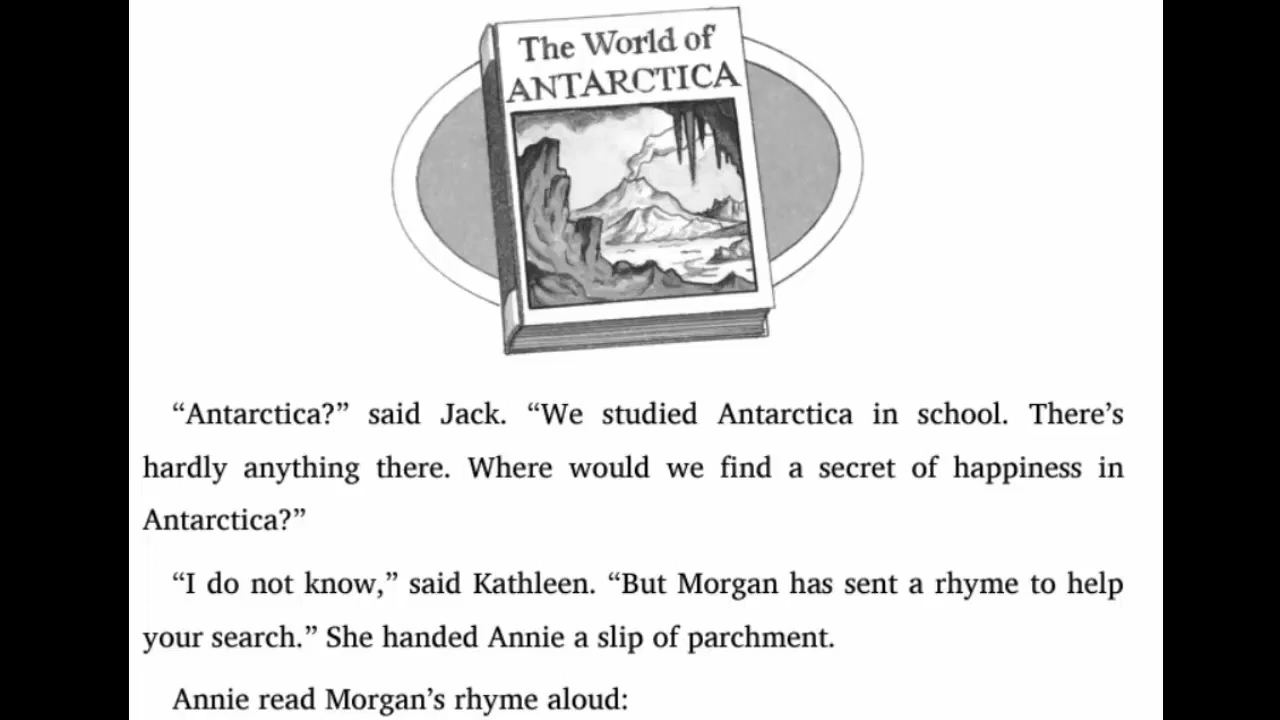 The World of
ANTARCTICA
“Antarctica?” said Jack. “We studied Antarctica in school. There’s
hardly anything there. Where would we find a secret of happiness in
Antarctica?”
“I do not know,” said Kathleen. “But Morgan has sent a rhyme to help
your search.” She handed Annie a slip of parchment.
Annie read Morgan’s rhyme aloud: